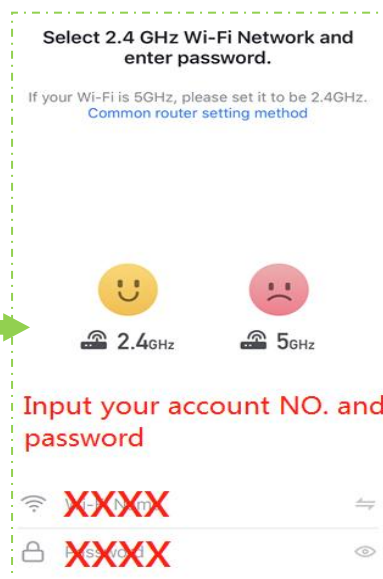 Select 2.4 GHz Wi-Fi Network and
enter password.
If your Wi-Fi is 5GHz, please set it to be 2.4GHz.
Common router setting method
2.4GHz
5GHz
Input your account NO. and
password
XXXX
XXXX